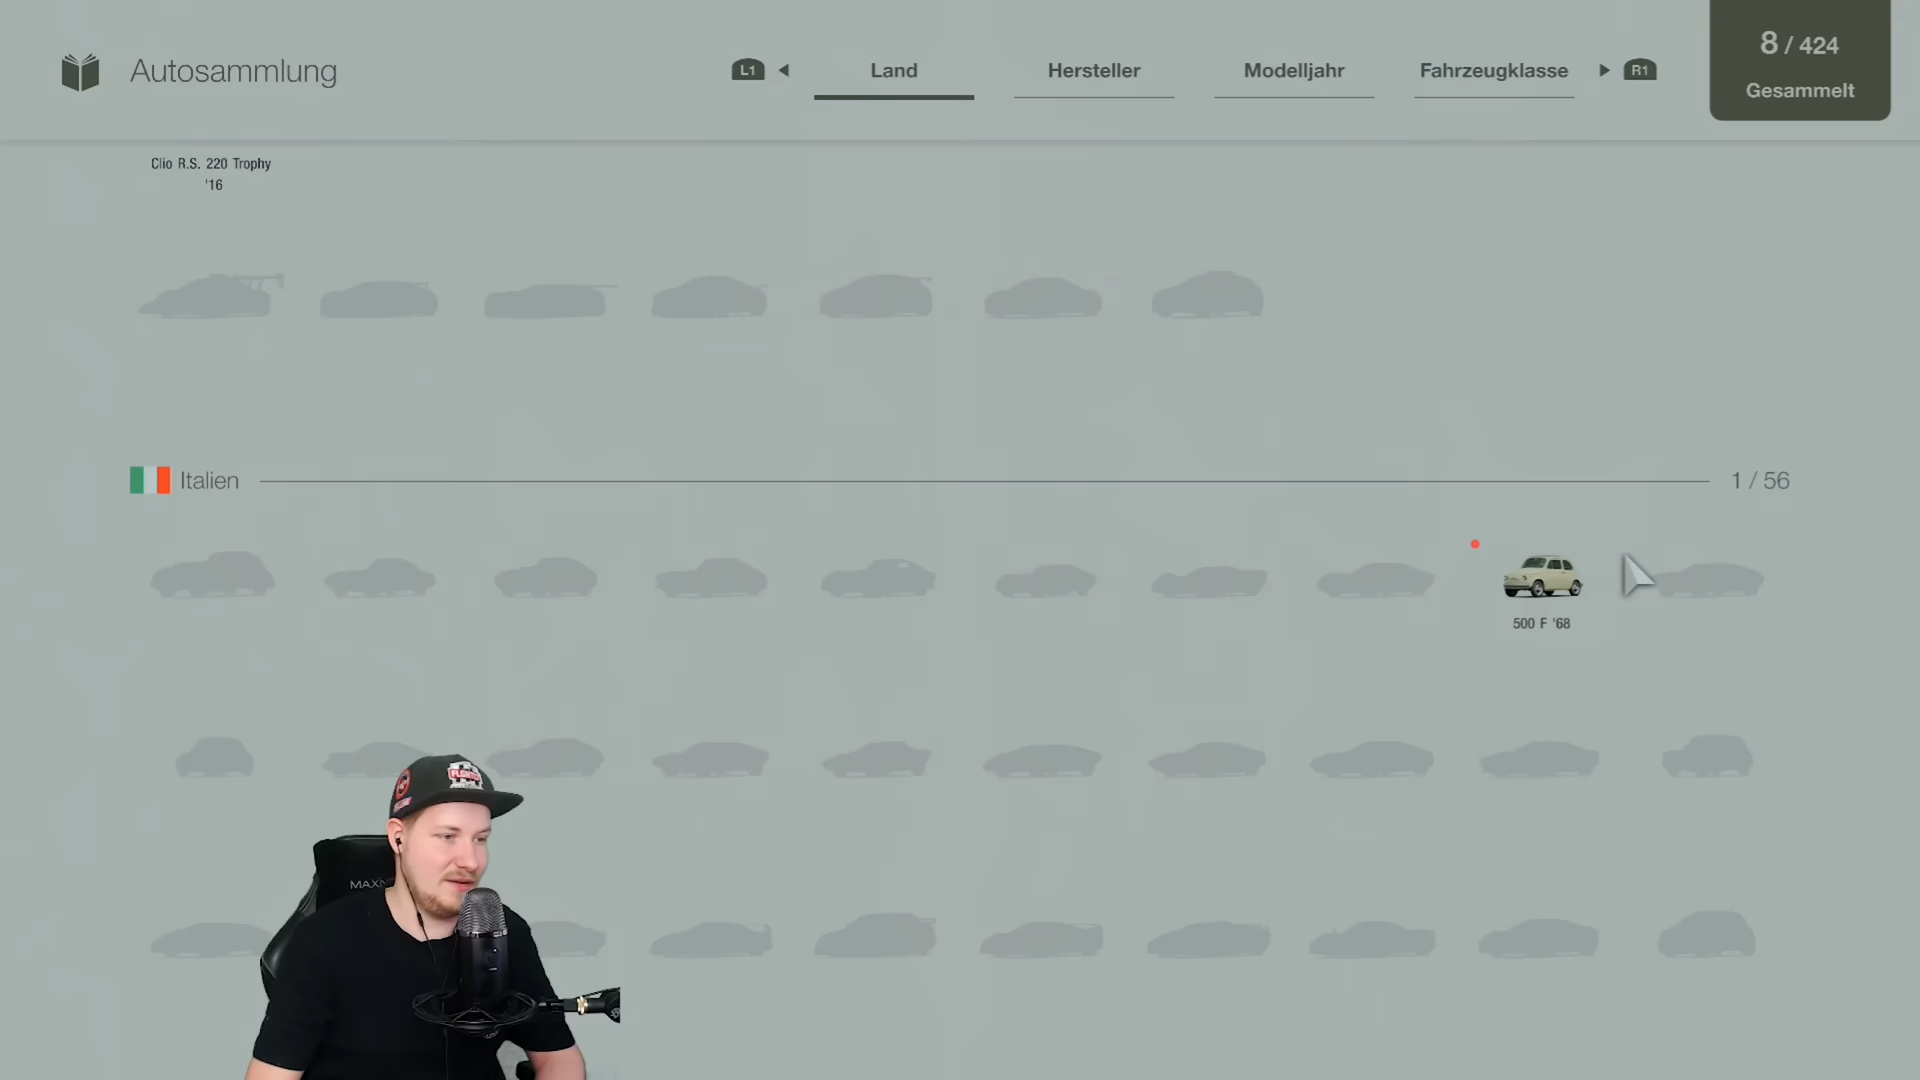 Autosammlung
L1
Land
Hersteller
Modelljahr
Fahrzeugklasse
R1
8 / 424
Gesammelt
Clio R.S. 220 Trophy
'16
Italien
1 / 56
500 F '68